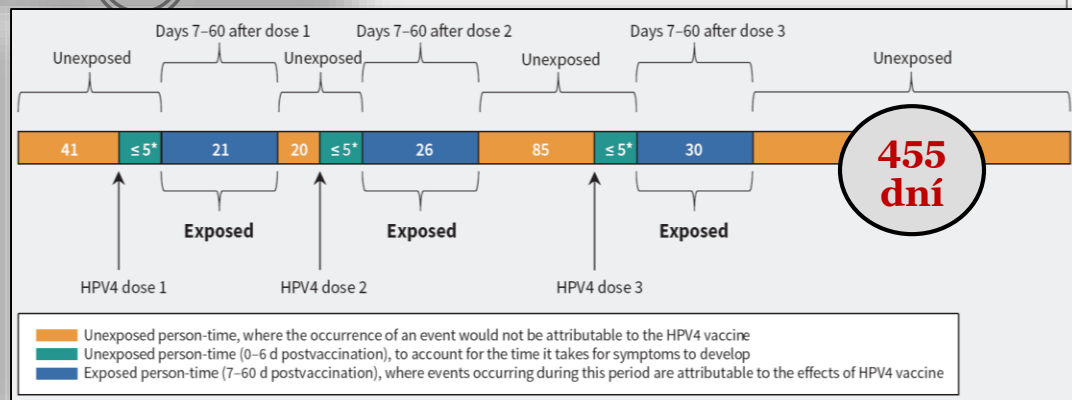 Days 7–60 after dose 1
Days 7–60 after dose 2
Days 7–60 after dose 3
Unexposed
Unexposed
Unexposed
Unexposed
41
≤ 5*
21
20
≤ 5*
26
85
≤ 5*
30
455
dní
Exposed
Exposed
Exposed
HPV4 dose 1
HPV4 dose 2
HPV4 dose 3
Unexposed person-time, where the occurrence of an event would not be attributable to the HPV4 vaccine
Unexposed person-time (0–6 d postvaccination), to account for the time it takes for symptoms to develop
Exposed person-time (7–60 d postvaccination), where events occurring during this period are attributable to the effects of HPV4 vaccine